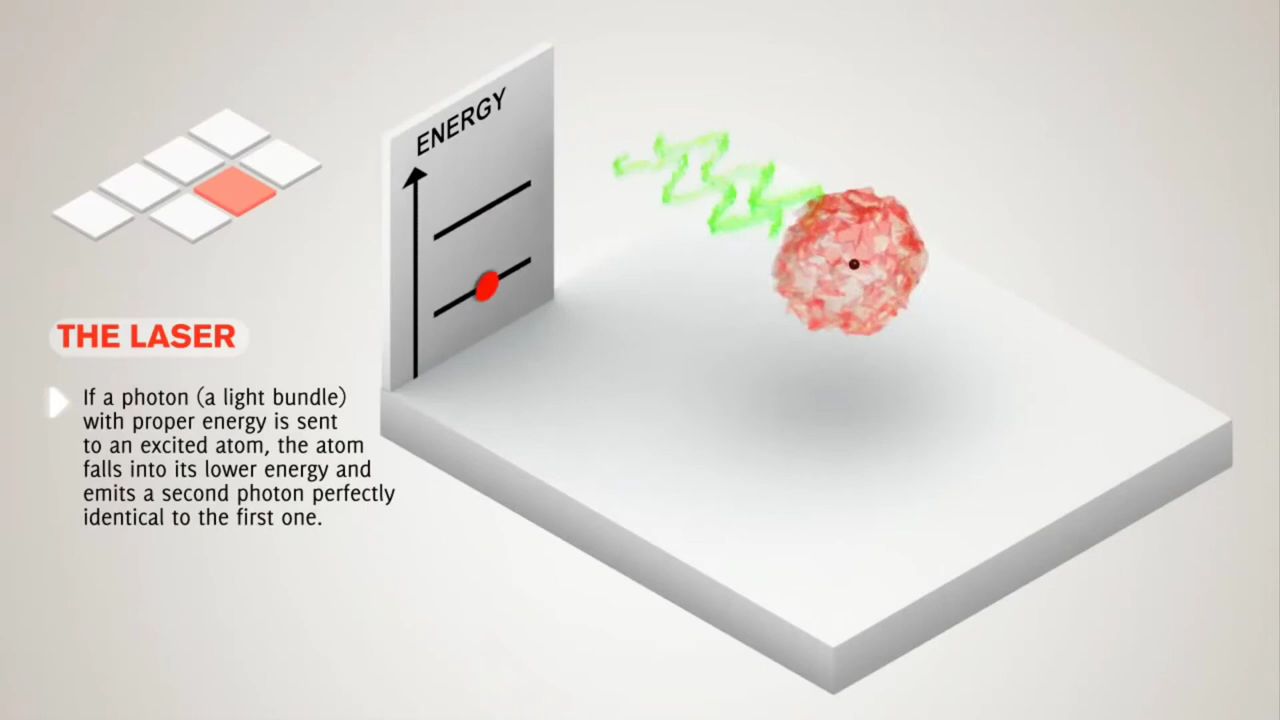 ENERGY
THE LASER
If a photon (a light bundle)
with proper energy is sent
to an excited atom, the atom
falls into its lower energy and
emits a second photon perfectly
identical to the first one.